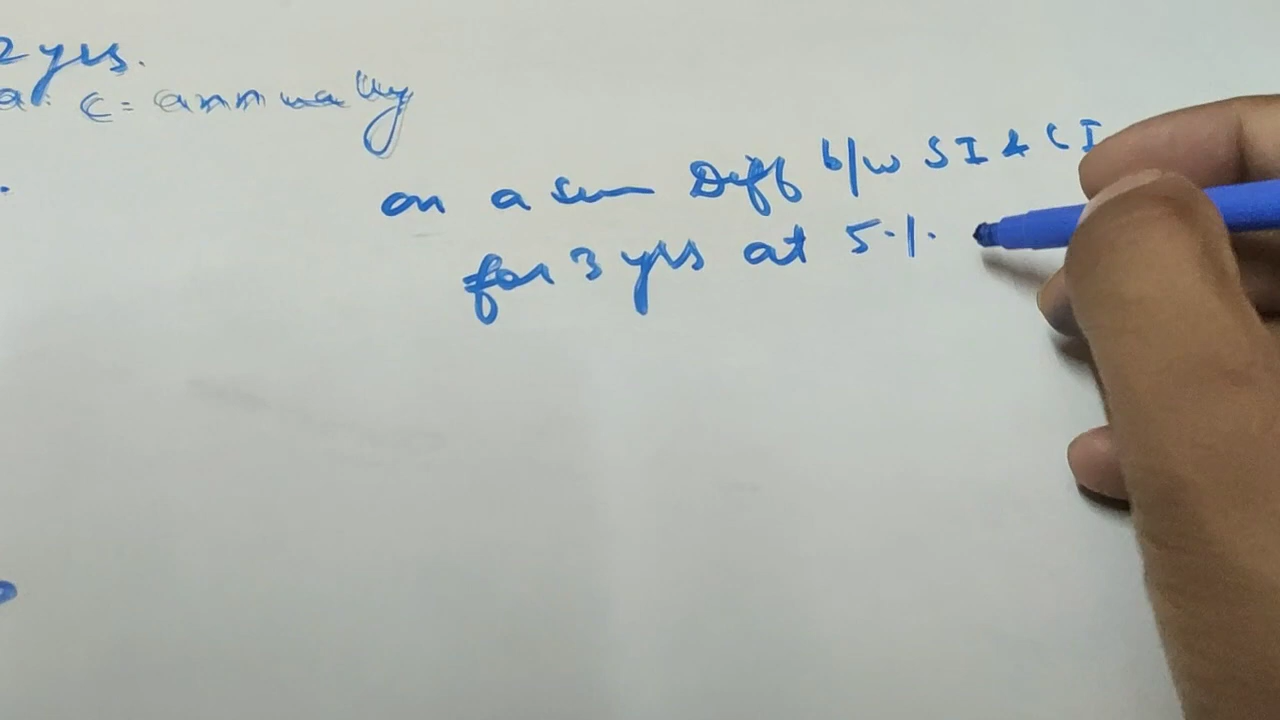 2 yrs.
a. C = annually
on a sum Diff b/w SI & CI
for 3 yrs at 5%